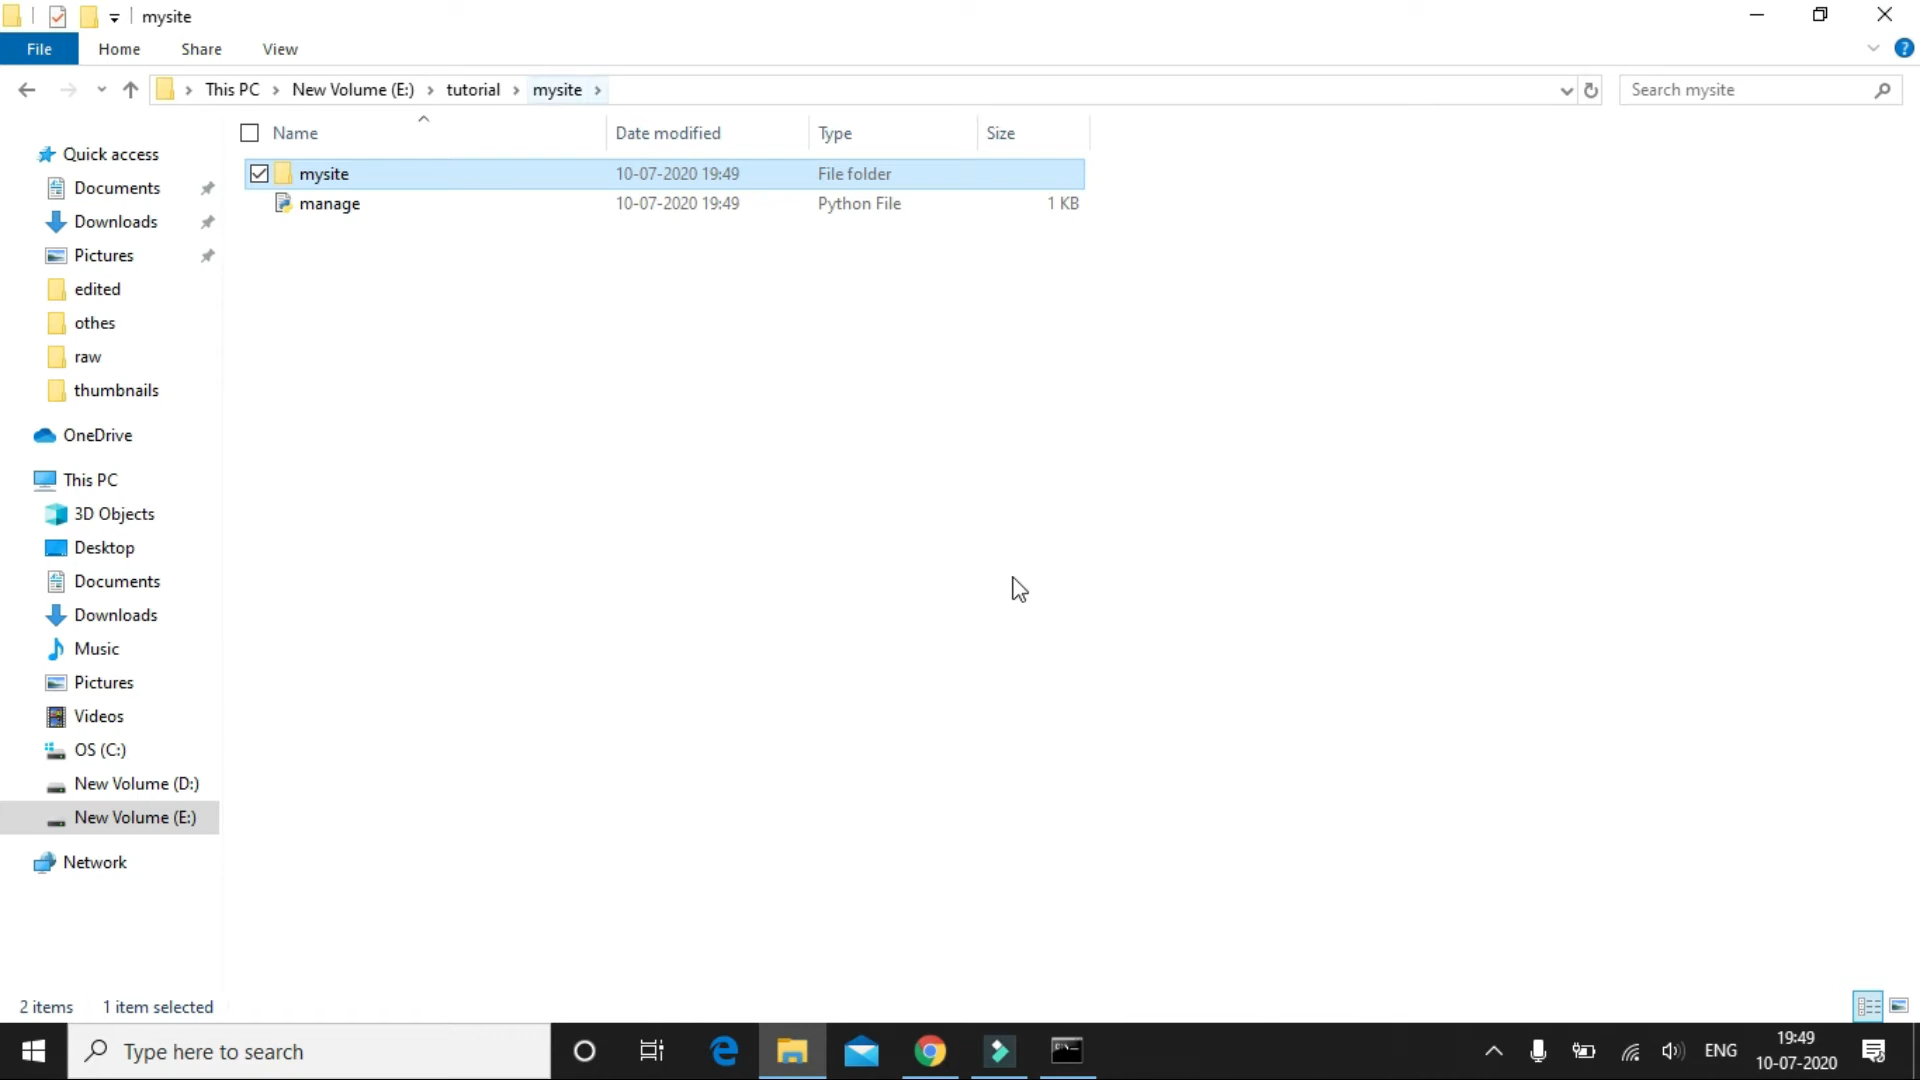 mysite
File Home Share View
This PC New Volume (E:) tutorial mysite Search mysite
Name Date modified Type Size
mysite 10-07-2020 19:49 File folder
manage 10-07-2020 19:49 Python File 1 KB
Quick access
Documents
Downloads
Pictures
edited
othes
raw
thumbnails
OneDrive
This PC
3D Objects
Desktop
Documents
Downloads
Music
Pictures
Videos
OS (C:)
New Volume (D:)
New Volume (E:)
Network
2 items 1 item selected
Type here to search ENG 19:49
10-07-2020